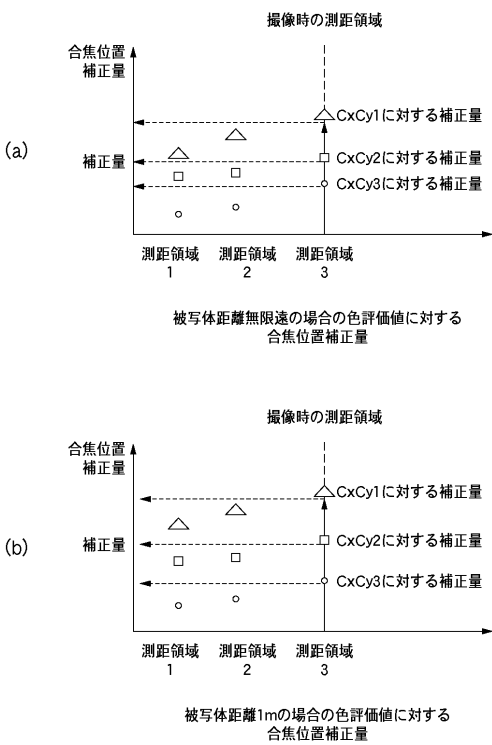 撮像時の測距領域
合焦位置
補正量
(a)
CxCy1に対する補正量
補正量
CxCy2に対する補正量
CxCy3に対する補正量
測距領域 測距領域 測距領域
1 2 3
被写体距離無限遠の場合の色評価値に対する
合焦位置補正量
撮像時の測距領域
合焦位置
補正量
CxCy1に対する補正量
(b)
補正量
CxCy2に対する補正量
CxCy3に対する補正量
測距領域 測距領域 測距領域
1 2 3
被写体距離1mの場合の色評価値に対する
合焦位置補正量